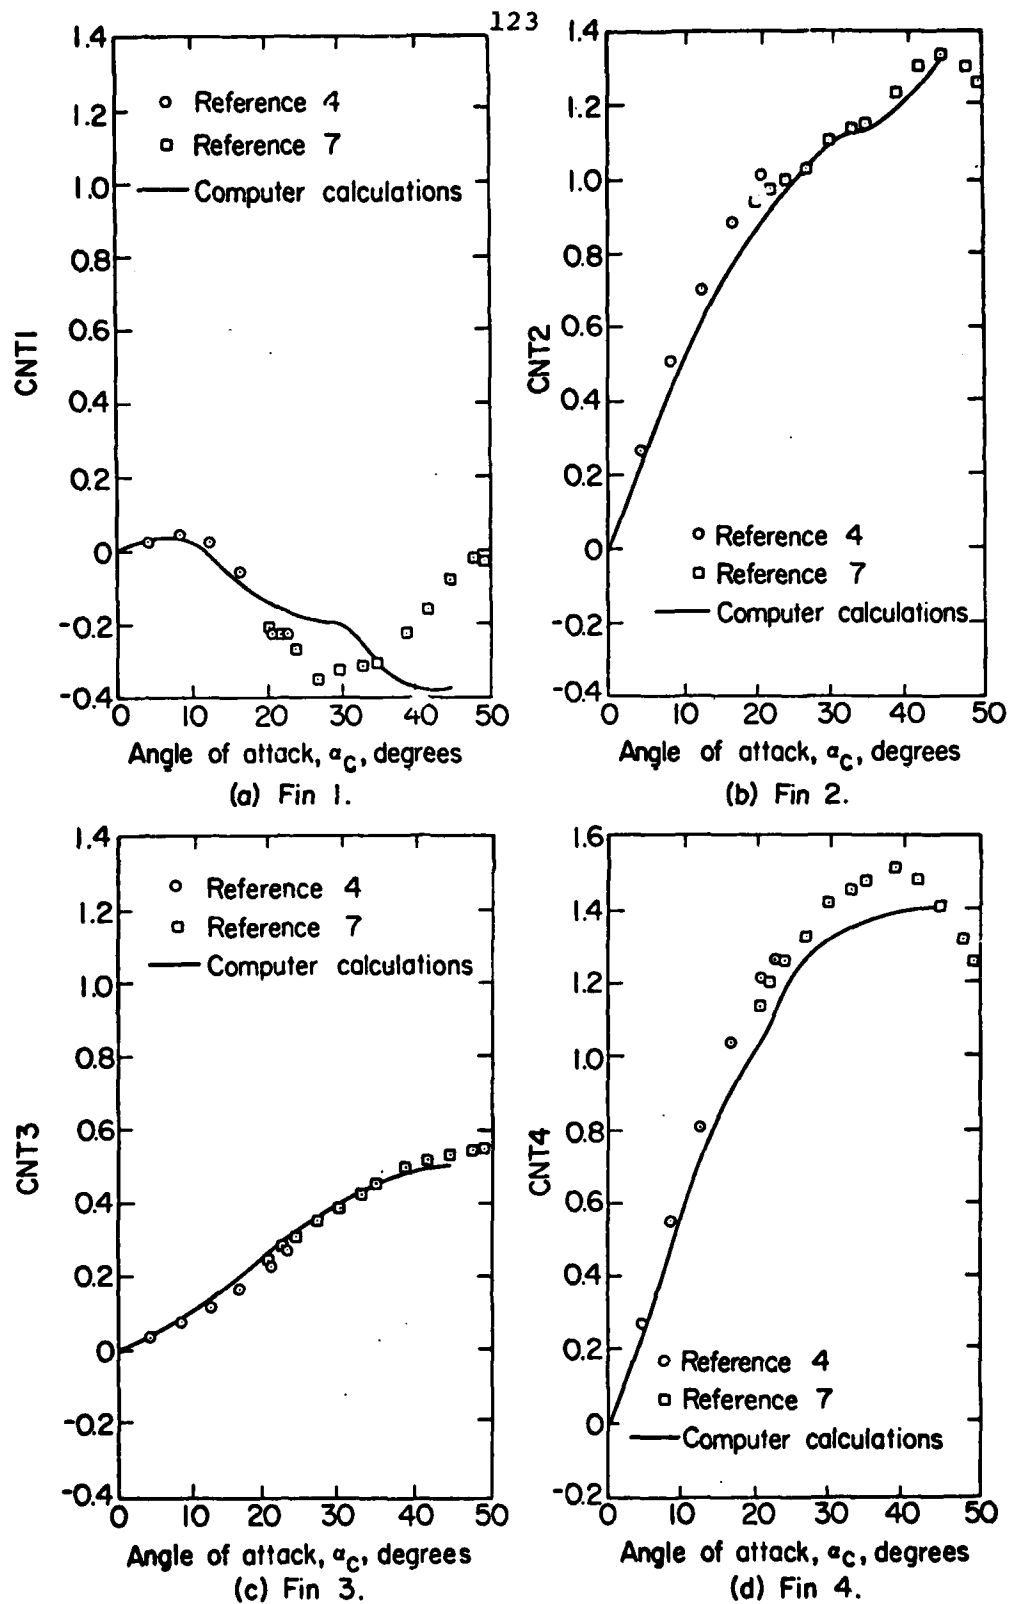 123
1.4
1.2
1.0
0.8
0.6
0.4
0.2
0
-0.2
-0.4
CNT1
Reference 4
Reference 7
Computer calculations
0 10 20 30 40 50
Angle of attack, αC, degrees
(a) Fin 1.
1.4
1.2
1.0
0.8
0.6
0.4
0.2
0
-0.2
-0.4
CNT2
Reference 4
Reference 7
Computer calculations
0 10 20 30 40 50
Angle of attack, αC, degrees
(b) Fin 2.
1.4
1.2
1.0
0.8
0.6
0.4
0.2
0
-0.2
-0.4
CNT3
Reference 4
Reference 7
Computer calculations
0 10 20 30 40 50
Angle of attack, αC, degrees
(c) Fin 3.
1.6
1.4
1.2
1.0
0.8
0.6
0.4
0.2
0
-0.2
CNT4
Reference 4
Reference 7
Computer calculations
0 10 20 30 40 50
Angle of attack, αC, degrees
(d) Fin 4.